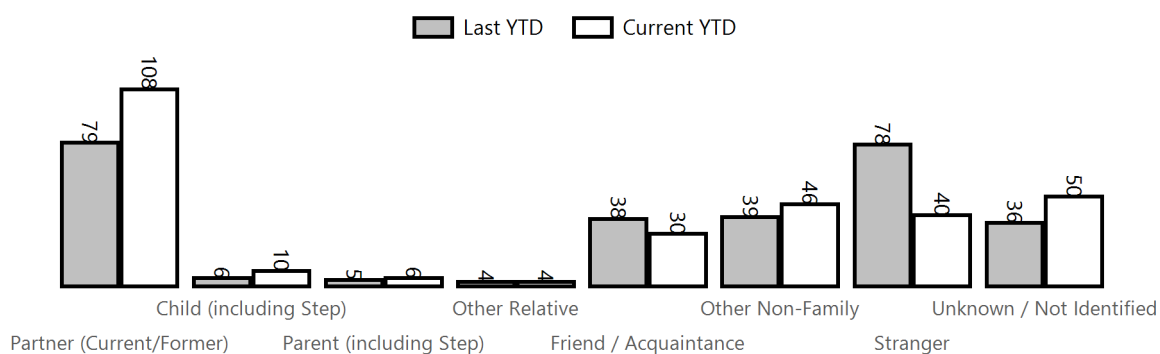 Last YTD Current YTD
79 108 6 10 5 6 4 4 38 30 39 46 78 40 36 50
Child (including Step) Other Relative Other Non-Family Unknown / Not Identified
Partner (Current/Former) Parent (including Step) Friend / Acquaintance Stranger